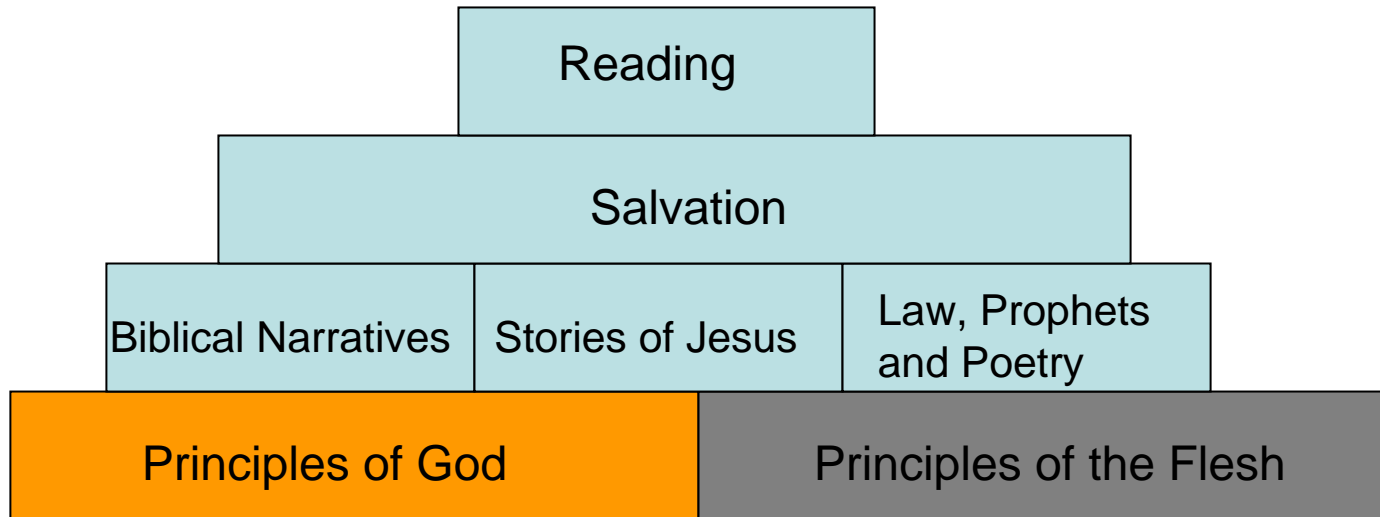 Reading
Salvation
Biblical Narratives
Stories of Jesus
Law, Prophets
and Poetry
Principles of God
Principles of the Flesh